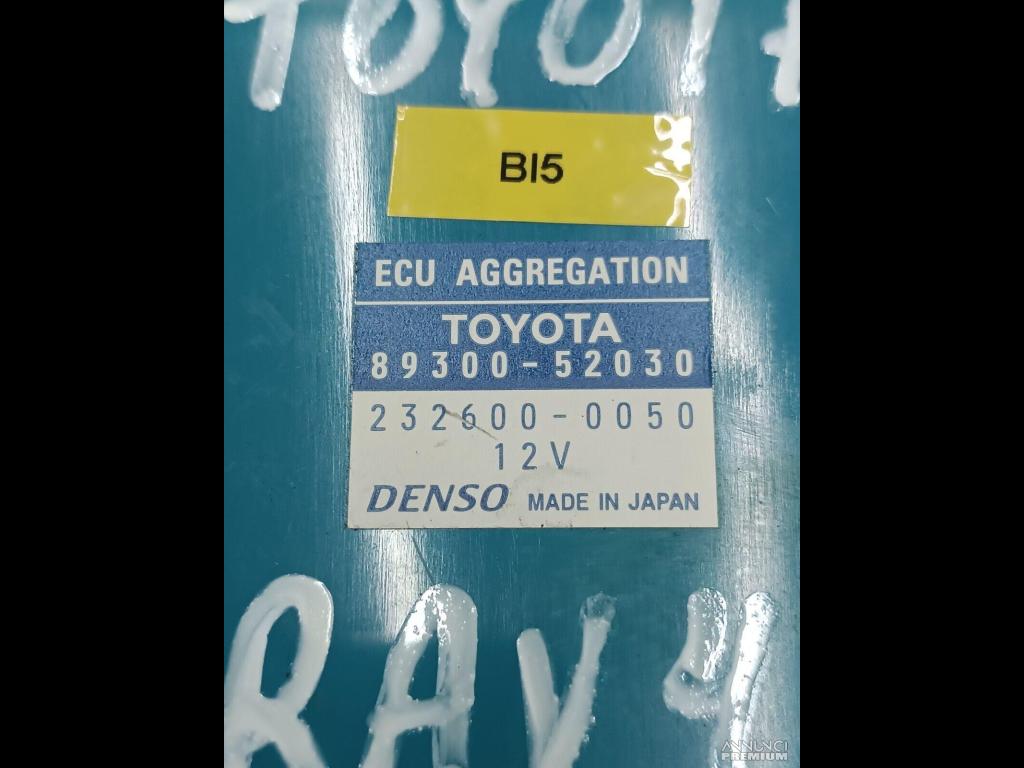 TOYOTA
BI5
ECU AGGREGATION
TOYOTA
89300-52030
232600-0050
12V
DENSO MADE IN JAPAN
RAV4
ANNUNCI
PREMIUM